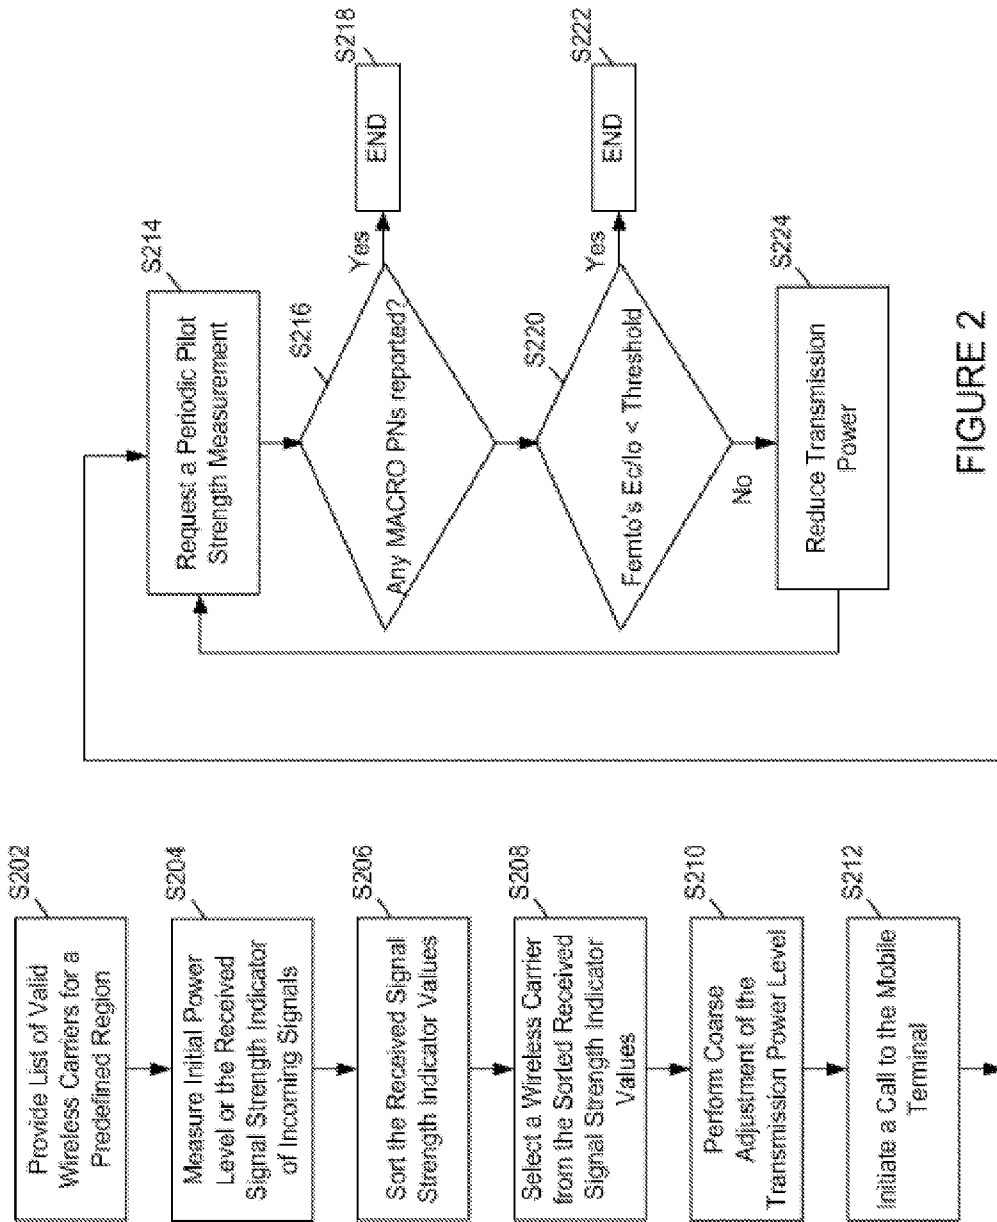 S202
Provide List of Valid
Wireless Carriers for a
Predefined Region
S204
Measure Initial Power
Level or the Received
Signal Strength Indicator
of Incoming Signals
S206
Sort the Received Signal
Strength Indicator Values
S208
Select a Wireless Carrier
from the Sorted Received
Signal Strength Indicator
Values
S210
Perform Coarse
Adjustment of the
Transmission Power Level
S212
Initiate a Call to the Mobile
Terminal
S214
Request a Periodic Pilot
Strength Measurement
S216
Any MACRO PNs reported?
Yes
S218
END
S220
Femto's Ec/Io < Threshold
Yes
S222
END
No
S224
Reduce Transmission
Power
FIGURE 2